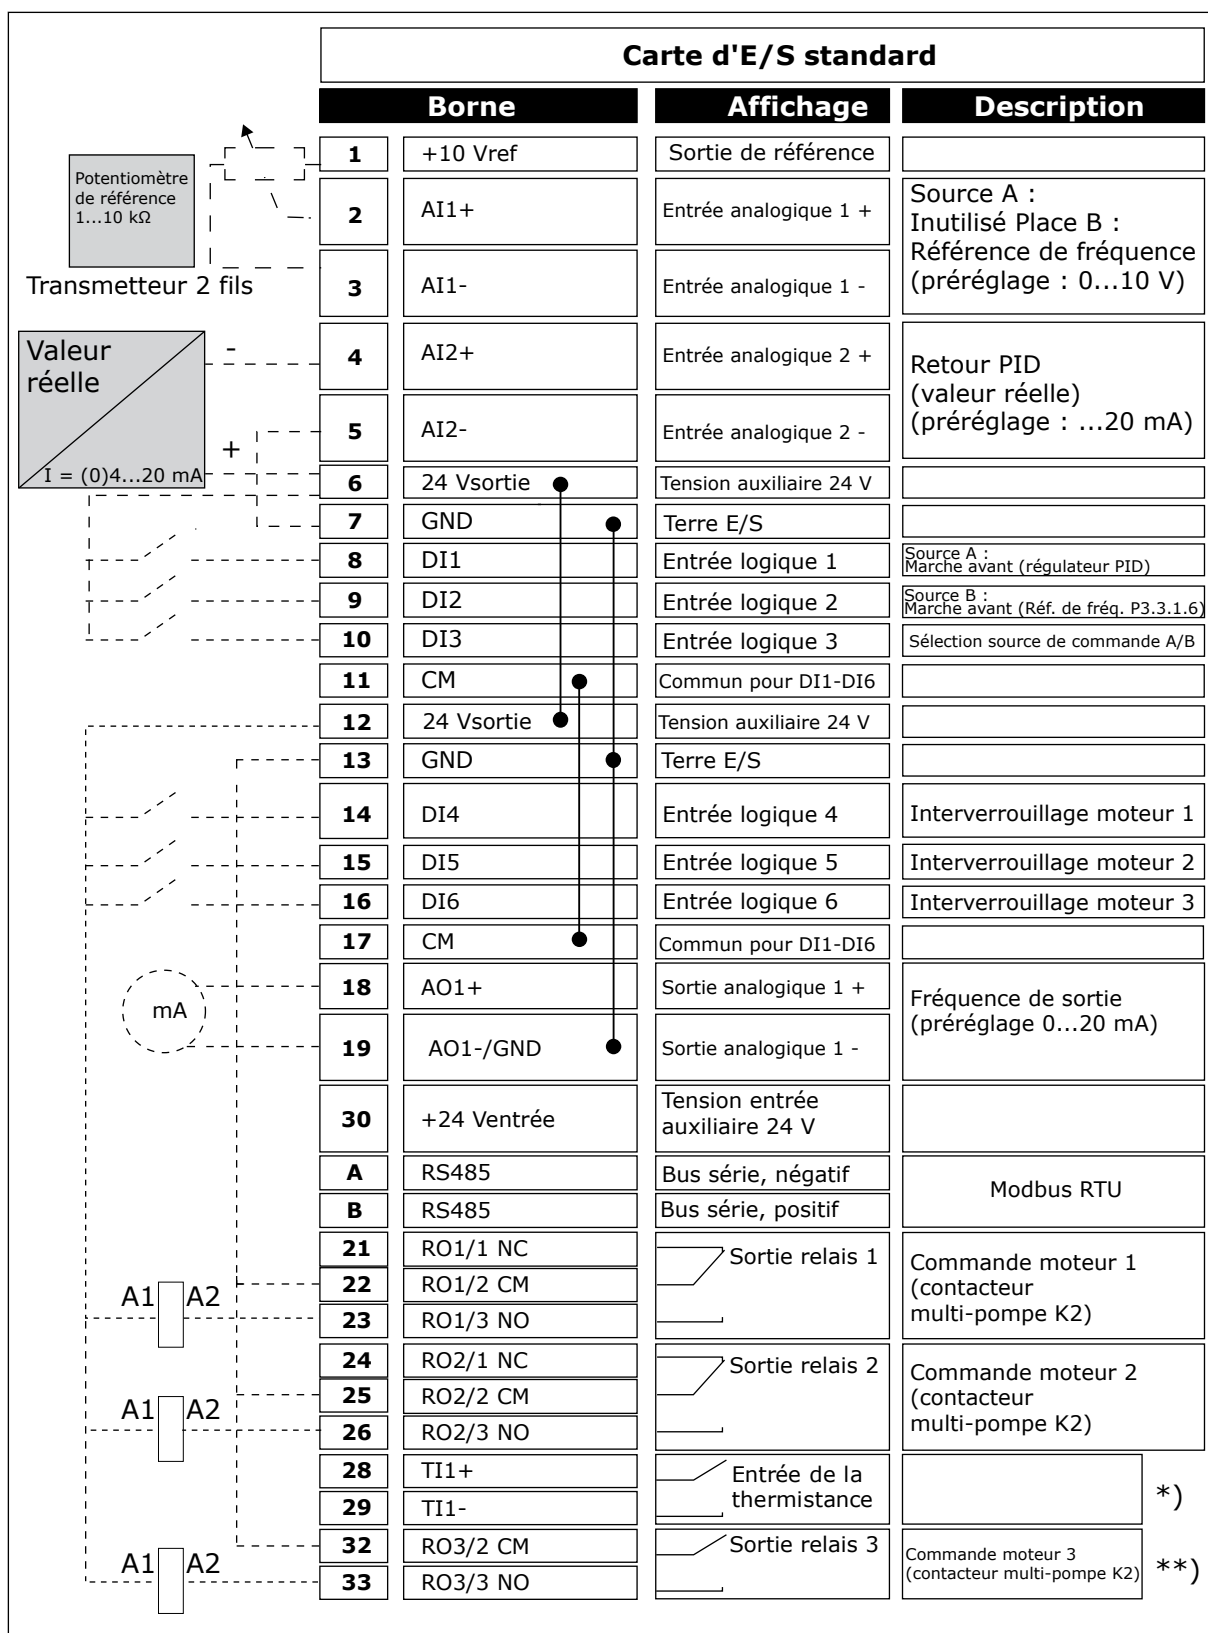 Carte d'E/S standard
Borne Affichage Description
Potentiomètre
de référence
1...10 kΩ
Transmetteur 2 fils
1 +10 Vref Sortie de référence
2 AI1+ Entrée analogique 1 +
3 AI1- Entrée analogique 1 -
Source A :
Inutilisé Place B :
Référence de fréquence
(préréglage : 0...10 V)
Valeur
réelle
-
+
I = (0)4...20 mA
4 AI2+ Entrée analogique 2 +
5 AI2- Entrée analogique 2 -
Retour PID
(valeur réelle)
(préréglage : ...20 mA)
6 24 Vsortie Tension auxiliaire 24 V
7 GND Terre E/S
8 DI1 Entrée logique 1
Source A :
Marche avant (régulateur PID)
9 DI2 Entrée logique 2
Source B :
Marche avant (Réf. de fréq. P3.3.1.6)
10 DI3 Entrée logique 3 Sélection source de commande A/B
11 CM Commun pour DI1-DI6
12 24 Vsortie Tension auxiliaire 24 V
13 GND Terre E/S
14 DI4 Entrée logique 4 Interverrouillage moteur 1
15 DI5 Entrée logique 5 Interverrouillage moteur 2
16 DI6 Entrée logique 6 Interverrouillage moteur 3
17 CM Commun pour DI1-DI6
mA
18 AO1+ Sortie analogique 1 +
19 AO1-/GND Sortie analogique 1 -
Fréquence de sortie
(préréglage 0...20 mA)
30 +24 Ventrée
Tension entrée
auxiliaire 24 V
A RS485 Bus série, négatif
B RS485 Bus série, positif
Modbus RTU
21 RO1/1 NC
22 RO1/2 CM
A1 A2
23 RO1/3 NO
Sortie relais 1
Commande moteur 1
(contacteur
multi-pompe K2)
24 RO2/1 NC
25 RO2/2 CM
A1 A2
26 RO2/3 NO
Sortie relais 2
Commande moteur 2
(contacteur
multi-pompe K2)
28 TI1+
29 TI1-
Entrée de la
thermistance
*)
32 RO3/2 CM
A1 A2
33 RO3/3 NO
Sortie relais 3
Commande moteur 3
(contacteur multi-pompe K2)
**)